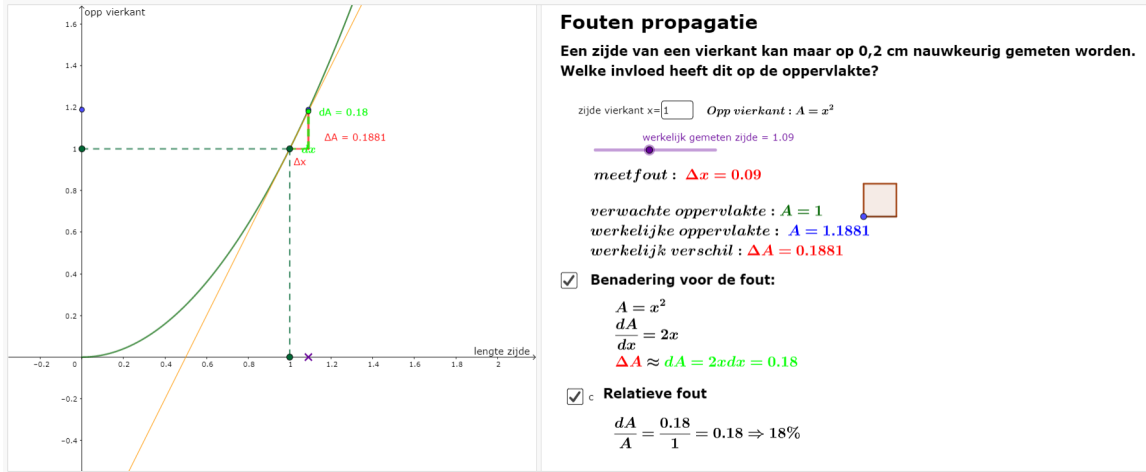 opp vierkant
1.6
1.4
1.2
1
0.8
0.6
0.4
0.2
−0.2
−0.4
−0.2
0
0.2
0.4
0.6
0.8
1
1.2
1.4
1.6
1.8
2
lengte zijde
dA = 0.18
ΔA = 0.1881
dx
Δx
Fouten propagatie
Een zijde van een vierkant kan maar op 0,2 cm nauwkeurig gemeten worden.
Welke invloed heeft dit op de oppervlakte?
zijde vierkant x= 1 Opp vierkant : A = x²
werkelijk gemeten zijde = 1.09
meetfout : Δx = 0.09
verwachte oppervlakte : A = 1
werkelijke oppervlakte : A = 1.1881
werkelijk verschil : ΔA = 0.1881
Benadering voor de fout:
A = x²
dA/dx = 2x
ΔA ≈ dA = 2xdx = 0.18
c Relatieve fout
dA/A = 0.18/1 = 0.18 ⇒ 18%